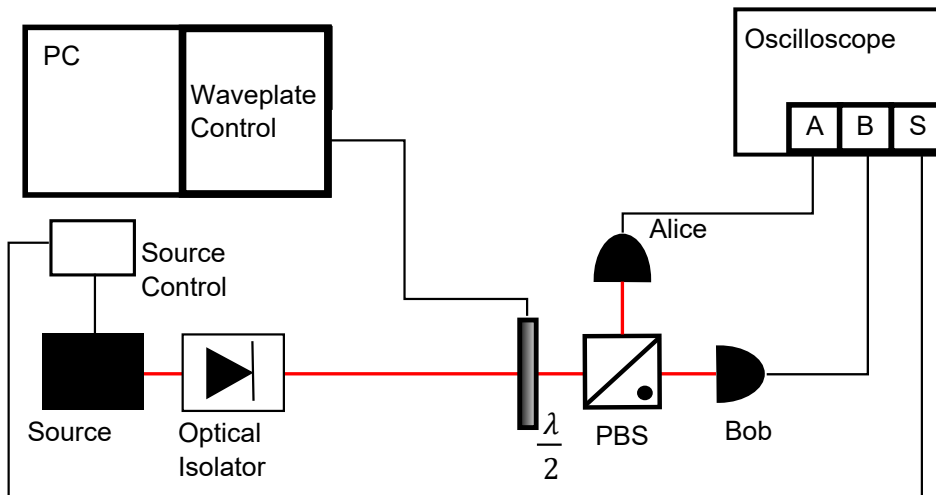 PC
Waveplate
Control
Oscilloscope
A
B
S
Alice
Source
Control
Source
Optical
Isolator
λ
2
PBS
Bob